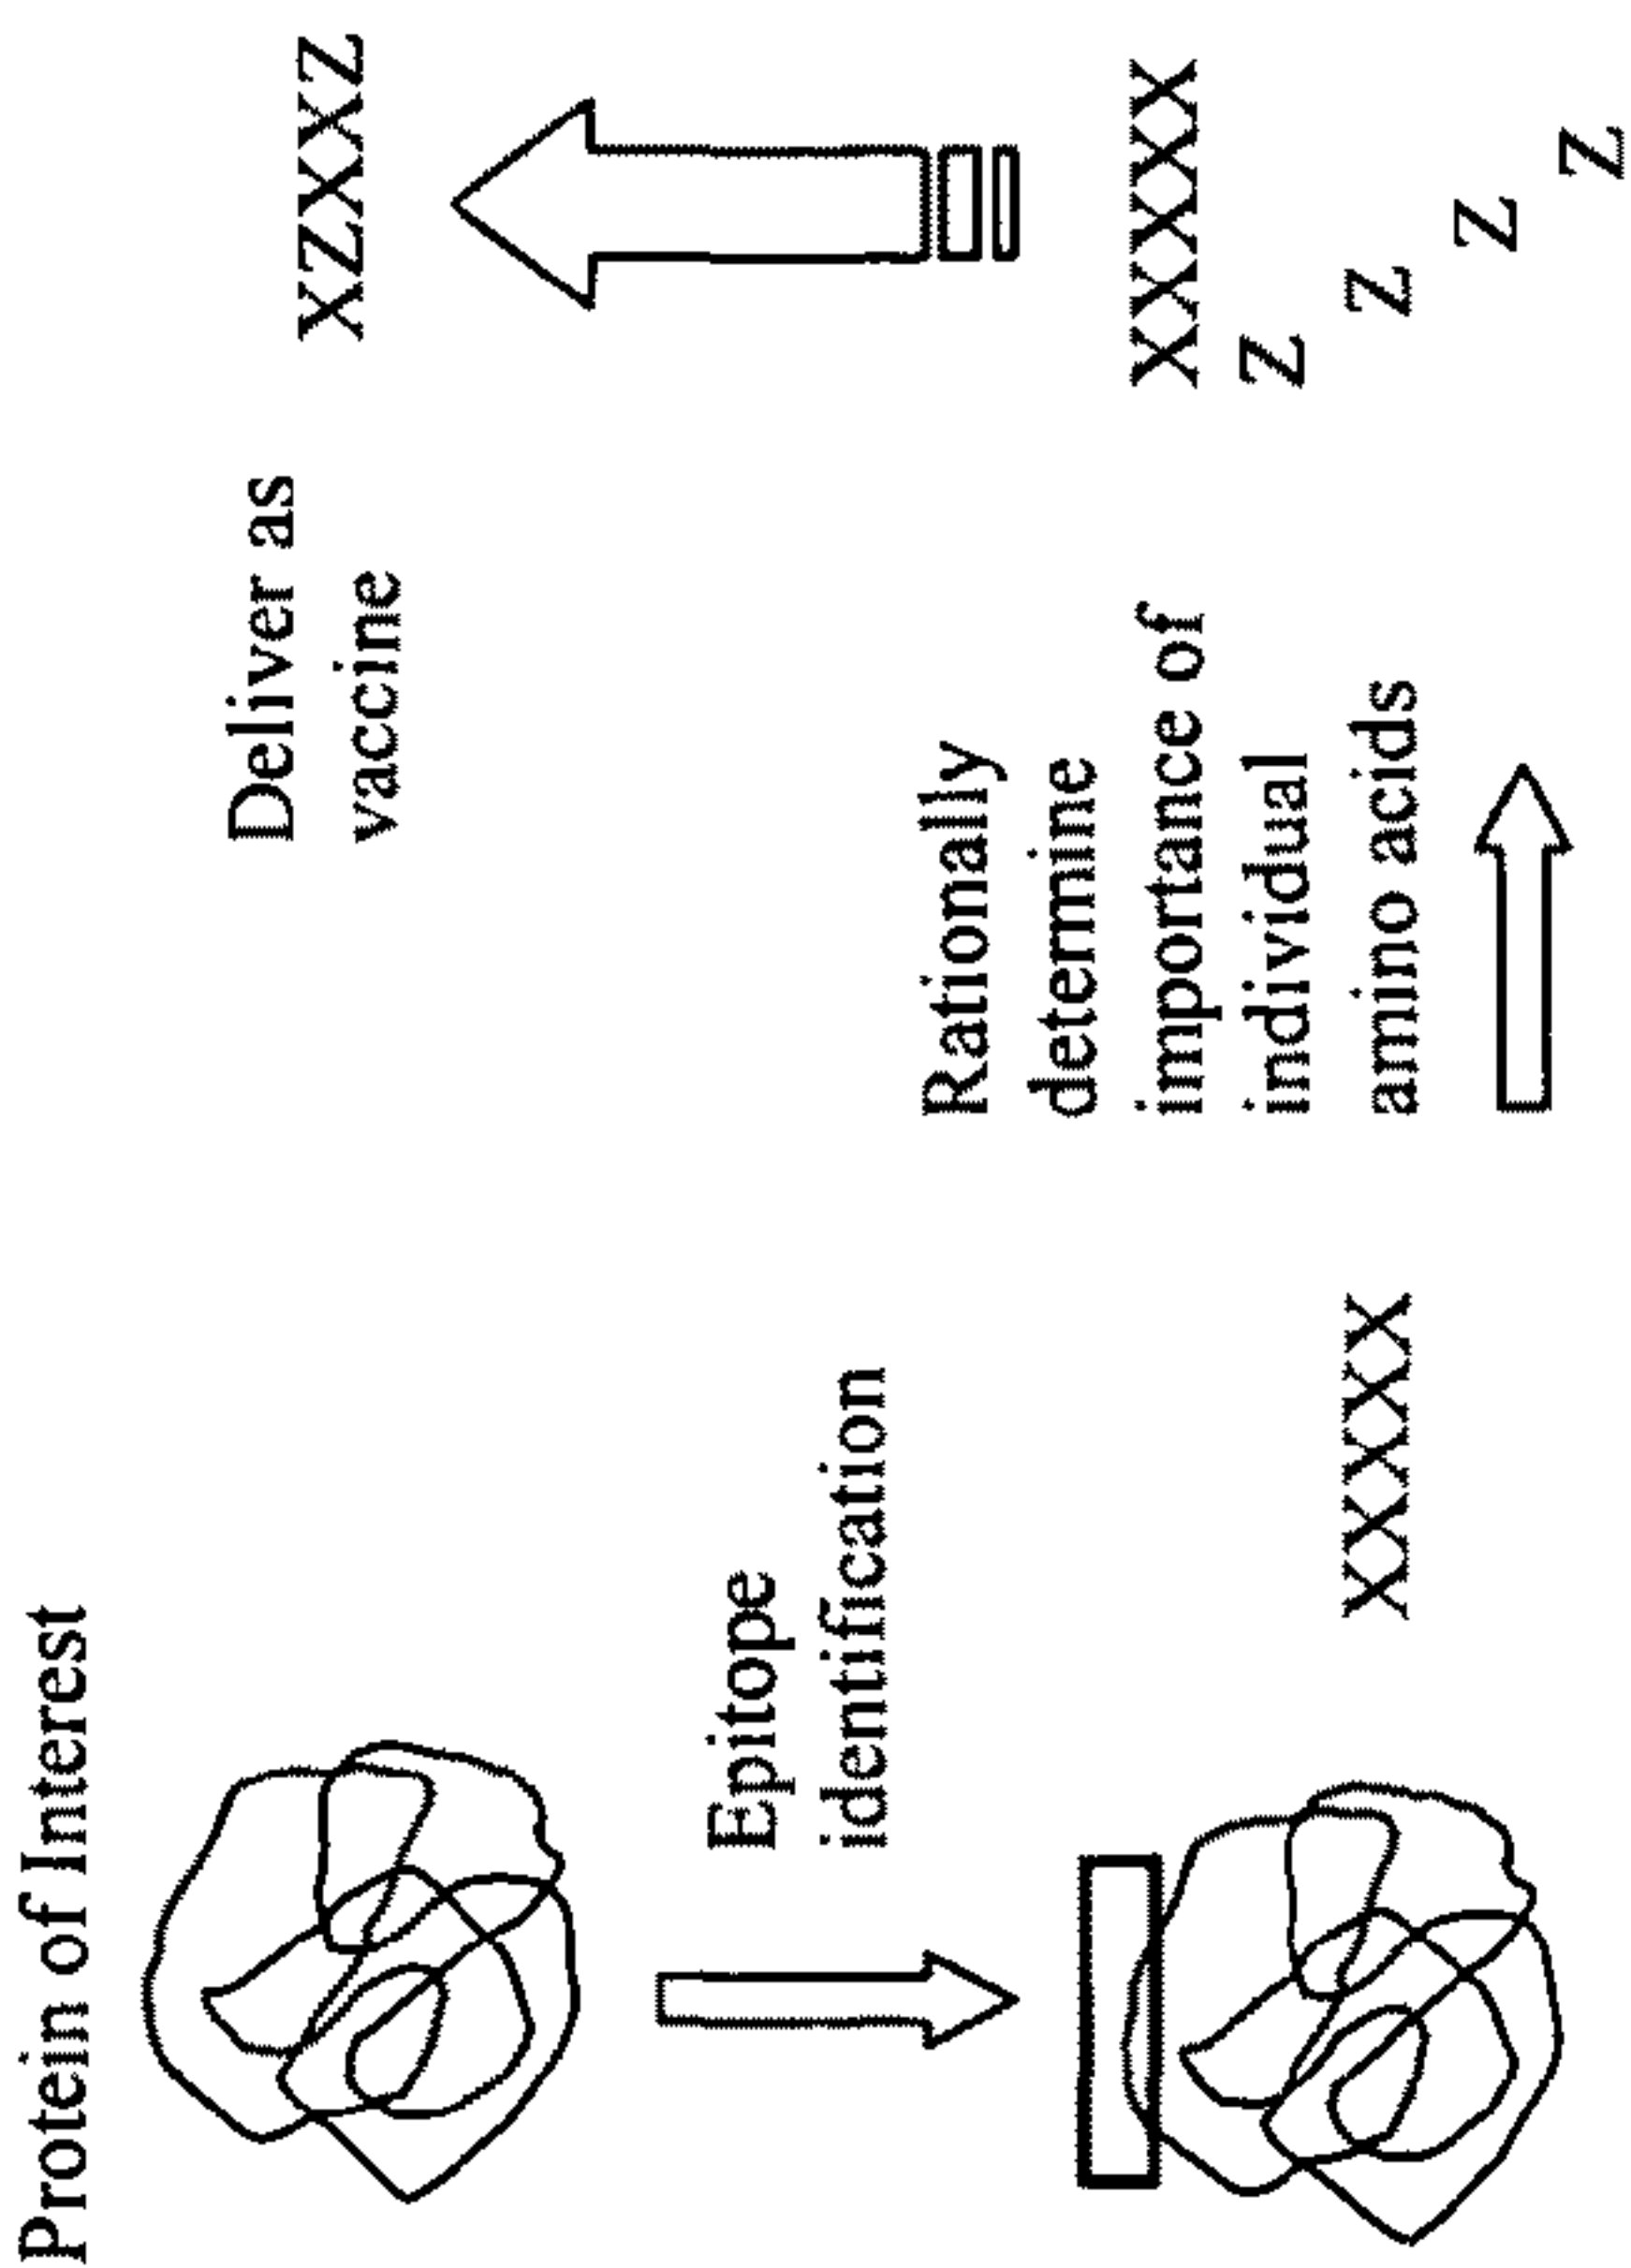 Protein of Interest
Epitope
identification
XXXXX
Rationally
determine
importance of
individual
amino acids
XXXXX
Z
Z
Z
Z
Deliver as
vaccine
XZXXZ